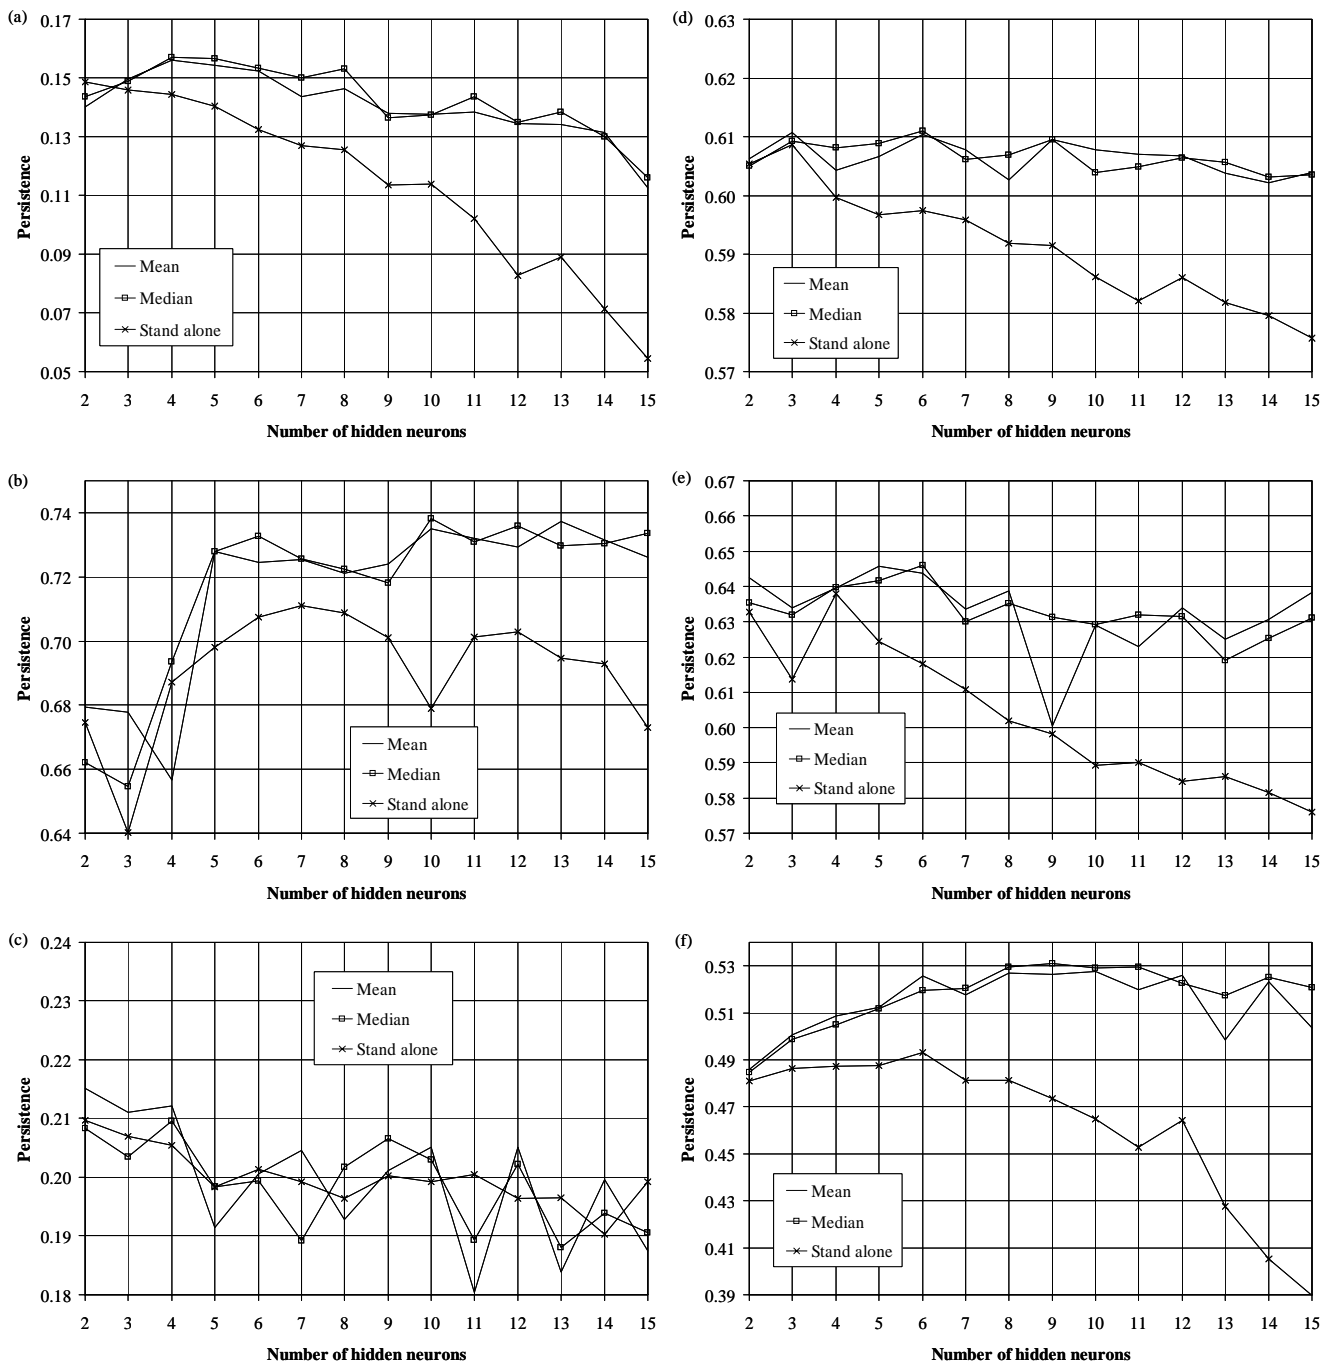 (a)
0.17
0.15
0.13
0.11
0.09
0.07
0.05
Persistence
Mean
Median
Stand alone
2 3 4 5 6 7 8 9 10 11 12 13 14 15
Number of hidden neurons
(b)
0.74
0.72
0.70
0.68
0.66
0.64
Persistence
Mean
Median
Stand alone
2 3 4 5 6 7 8 9 10 11 12 13 14 15
Number of hidden neurons
(c)
0.24
0.23
0.22
0.21
0.20
0.19
0.18
Persistence
Mean
Median
Stand alone
2 3 4 5 6 7 8 9 10 11 12 13 14 15
Number of hidden neurons
(d)
0.63
0.62
0.61
0.60
0.59
0.58
0.57
Persistence
Mean
Median
Stand alone
2 3 4 5 6 7 8 9 10 11 12 13 14 15
Number of hidden neurons
(e)
0.67
0.66
0.65
0.64
0.63
0.62
0.61
0.60
0.59
0.58
0.57
Persistence
Mean
Median
Stand alone
2 3 4 5 6 7 8 9 10 11 12 13 14 15
Number of hidden neurons
(f)
0.53
0.51
0.49
0.47
0.45
0.43
0.41
0.39
Persistence
Mean
Median
Stand alone
2 3 4 5 6 7 8 9 10 11 12 13 14 15
Number of hidden neurons